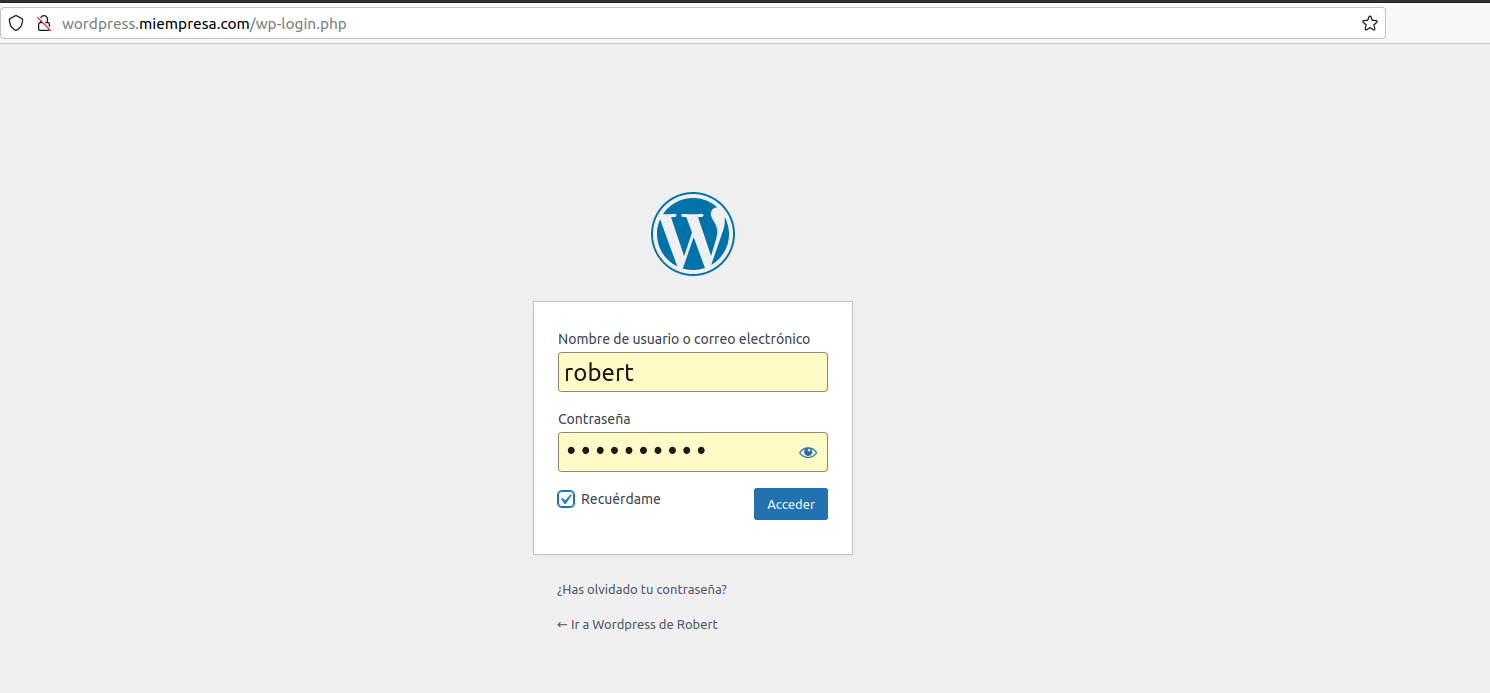 wordpress.miempresa.com/wp-login.php
Nombre de usuario o correo electrónico
robert
Contraseña
••••••••••
Recuérdame
Acceder
¿Has olvidado tu contraseña?
← Ir a Wordpress de Robert